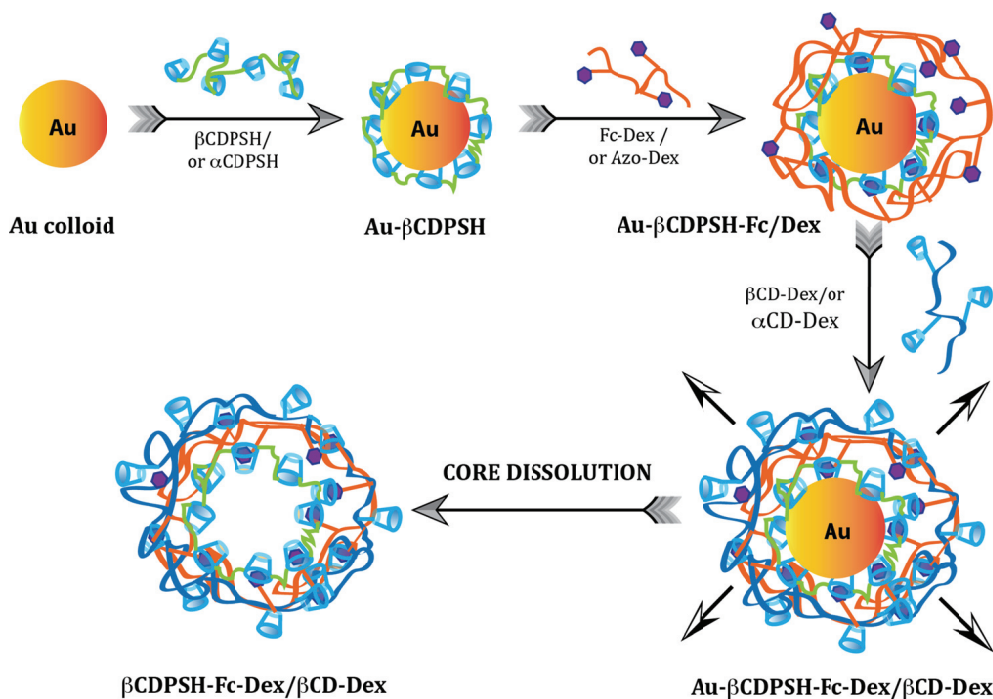 Au
Au colloid
βCDPSH/
or αCDPSH
Au
Au-βCDPSH
Fc-Dex /
or Azo-Dex
Au
Au-βCDPSH-Fc/Dex
βCD-Dex/or
αCD-Dex
Au
Au-βCDPSH-Fc-Dex/βCD-Dex
CORE DISSOLUTION
βCDPSH-Fc-Dex/βCD-Dex